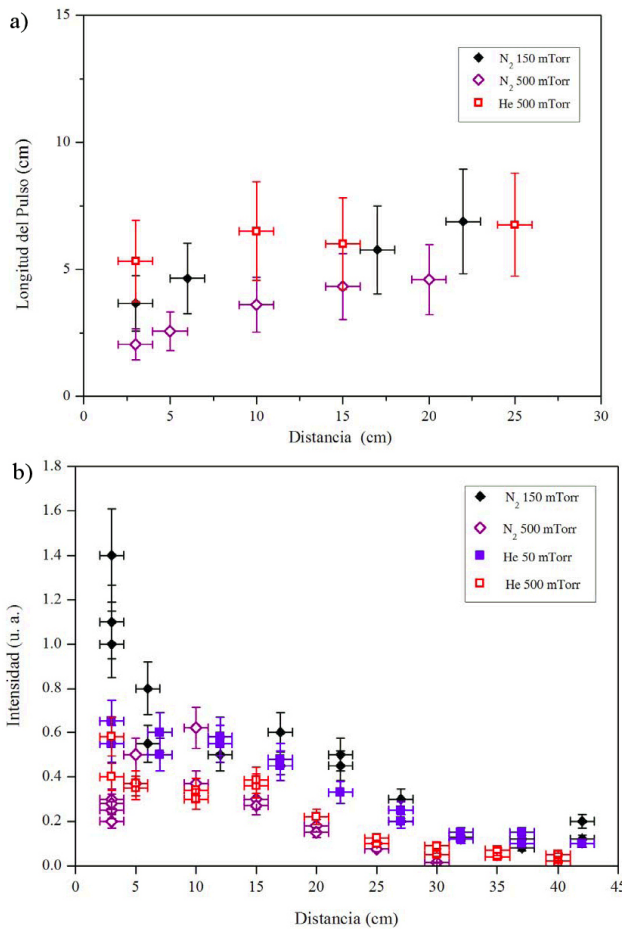 a)
15
10
5
0
Longitud del Pulso (cm)
N2 150 mTorr
N2 500 mTorr
He 500 mTorr
0 5 10 15 20 25 30
Distancia (cm)
b)
1.8
1.6
1.4
1.2
1.0
0.8
0.6
0.4
0.2
0.0
Intensidad (u. a.)
N2 150 mTorr
N2 500 mTorr
He 50 mTorr
He 500 mTorr
0 5 10 15 20 25 30 35 40 45
Distancia (cm)